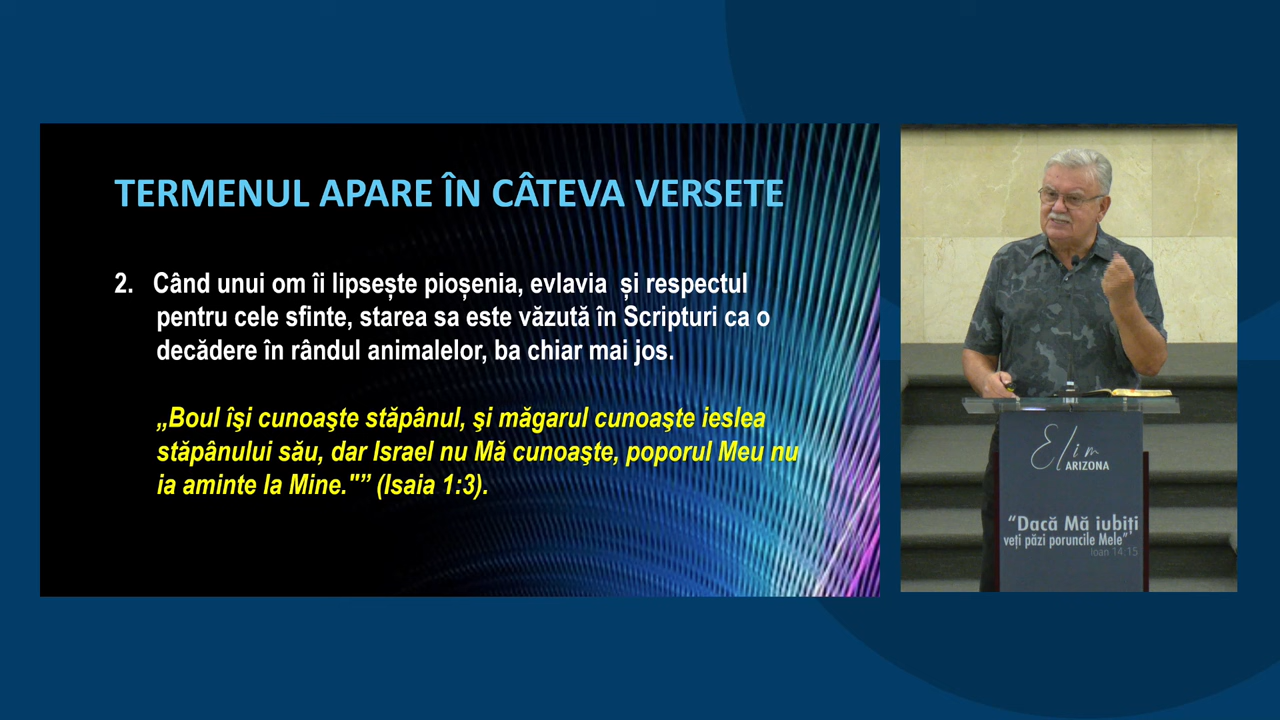 TERMENUL APARE ÎN CÂTEVA VERSETE
2. Când unui om îi lipsește pioșenia, evlavia și respectul
pentru cele sfinte, starea sa este văzută în Scripturi ca o
decădere în rândul animalelor, ba chiar mai jos.
„Boul îşi cunoaşte stăpânul, şi măgarul cunoaşte ieslea
stăpânului său, dar Israel nu Mă cunoaşte, poporul Meu nu
ia aminte la Mine."” (Isaia 1:3).
Elim
ARIZONA
“Dacă Mă iubiți
veți păzi poruncile Mele”
Ioan 14:15